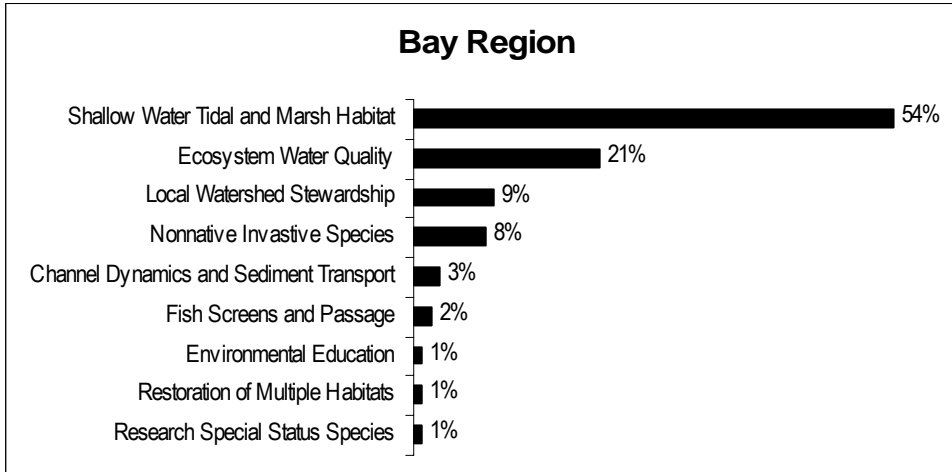 Bay Region
Shallow Water Tidal and Marsh Habitat 54%
Ecosystem Water Quality 21%
Local Watershed Stewardship 9%
Nonnative Invastive Species 8%
Channel Dynamics and Sediment Transport 3%
Fish Screens and Passage 2%
Environmental Education 1%
Restoration of Multiple Habitats 1%
Research Special Status Species 1%